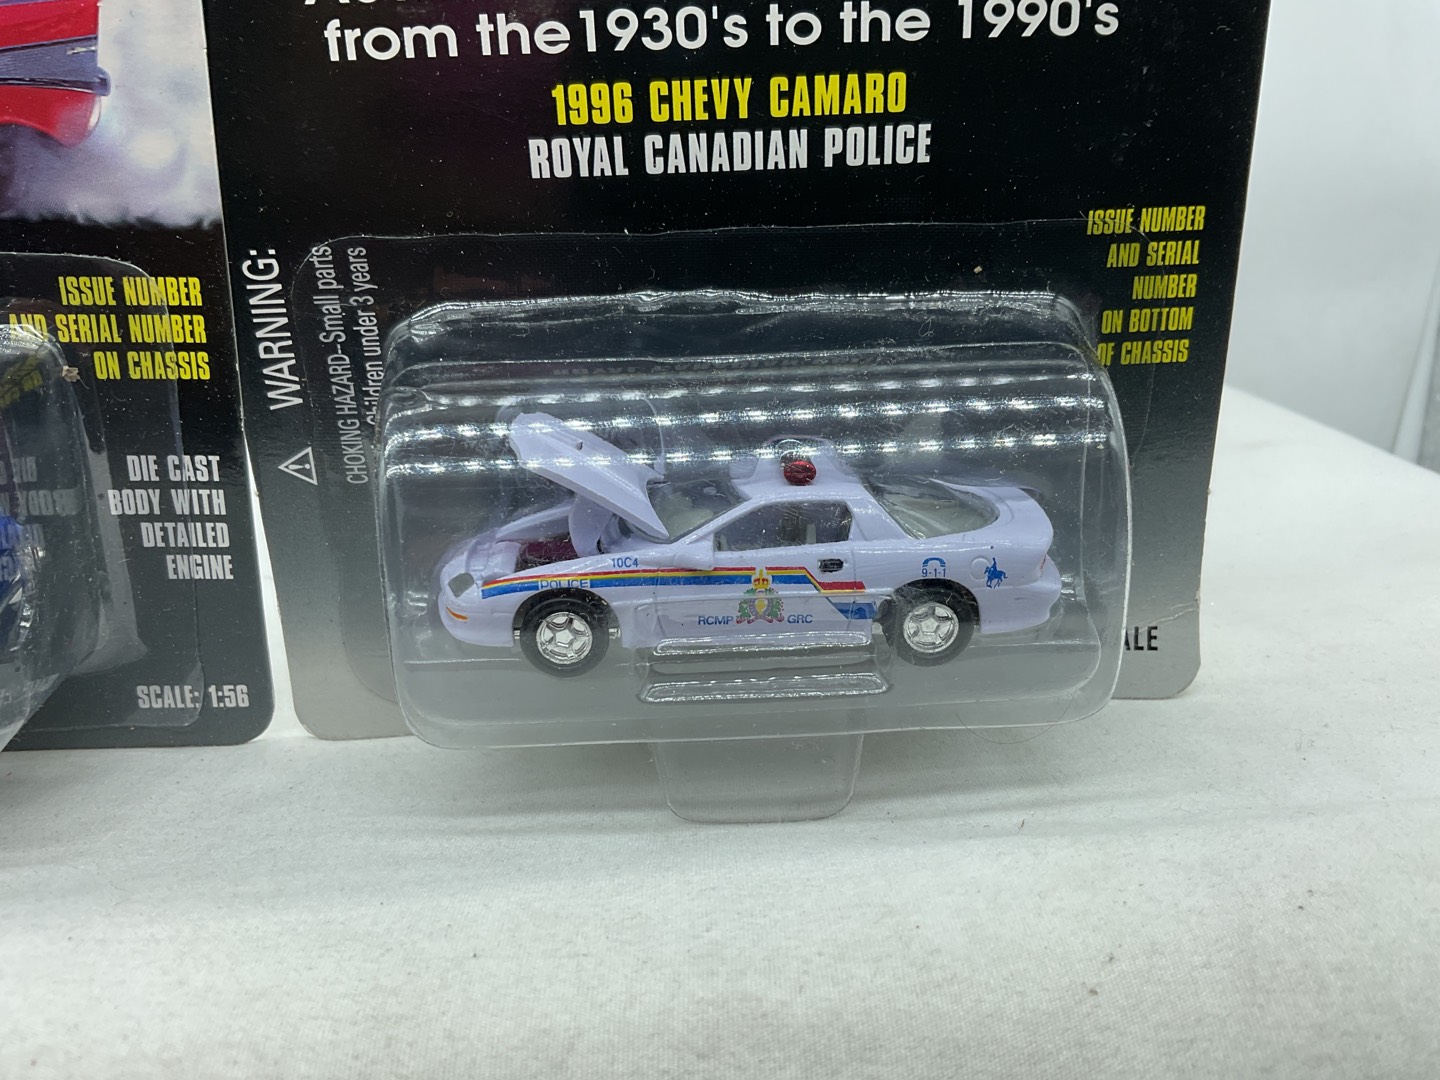 from the 1930's to the 1990's
1996 CHEVY CAMARO
ROYAL CANADIAN POLICE
ISSUE NUMBER
AND SERIAL
NUMBER
ON BOTTOM
OF CHASSIS
WARNING:
CHOKING HAZARD–Small parts
Children under 3 years
10C4
POLICE
RCMP GRC
9-1-1
ISSUE NUMBER
AND SERIAL NUMBER
ON CHASSIS
DIE CAST
BODY WITH
DETAILED
ENGINE
SCALE: 1:56